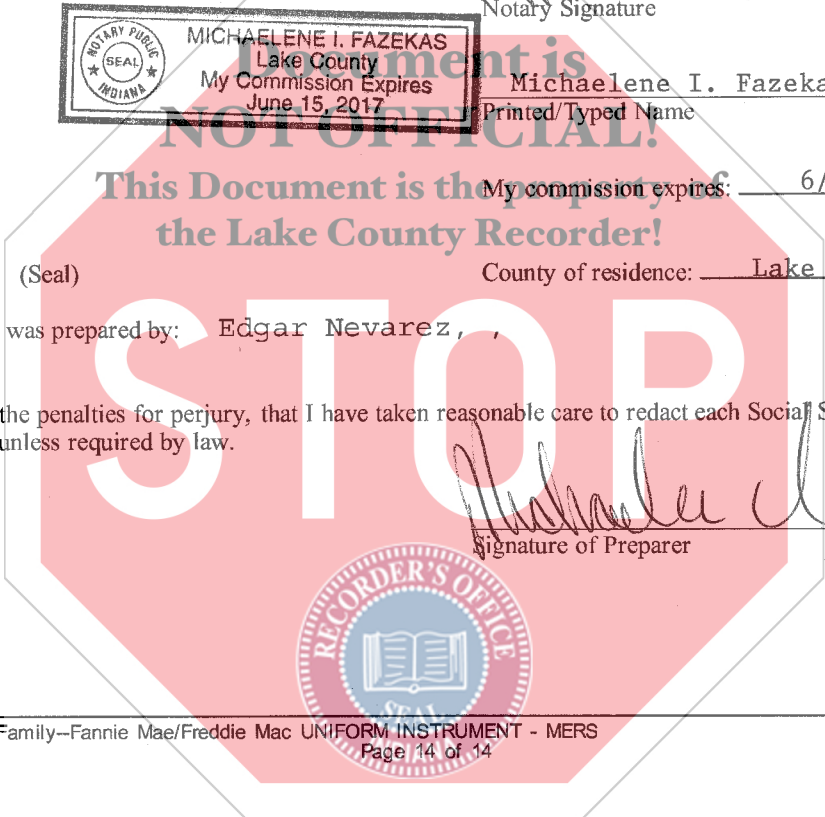 Notary Signature
NOTARY PUBLIC
SEAL
INDIANA
MICHAELENE I. FAZEKAS
Lake County
My Commission Expires
June 15, 2017
Document is
NOT OFFICIAL!
This Document is the property of
the Lake County Recorder!
Michaelene I. Fazeka
Printed/Typed Name
My commission expires: 6/
(Seal)
County of residence: Lake
was prepared by: Edgar Nevarez, ,
STOP
the penalties for perjury, that I have taken reasonable care to redact each Social S
unless required by law.
Signature of Preparer
RECORDER'S OFFICE
SEAL
INDIANA
Family--Fannie Mae/Freddie Mac UNIFORM INSTRUMENT - MERS
Page 14 of 14